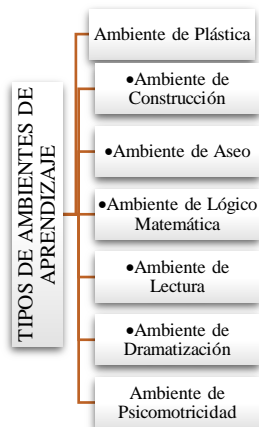 TIPOS DE AMBIENTES DE
APRENDIZAJE
Ambiente de Plástica
•Ambiente de
Construcción
•Ambiente de Aseo
•Ambiente de Lógico
Matemática
•Ambiente de
Lectura
•Ambiente de
Dramatización
Ambiente de
Psicomotricidad